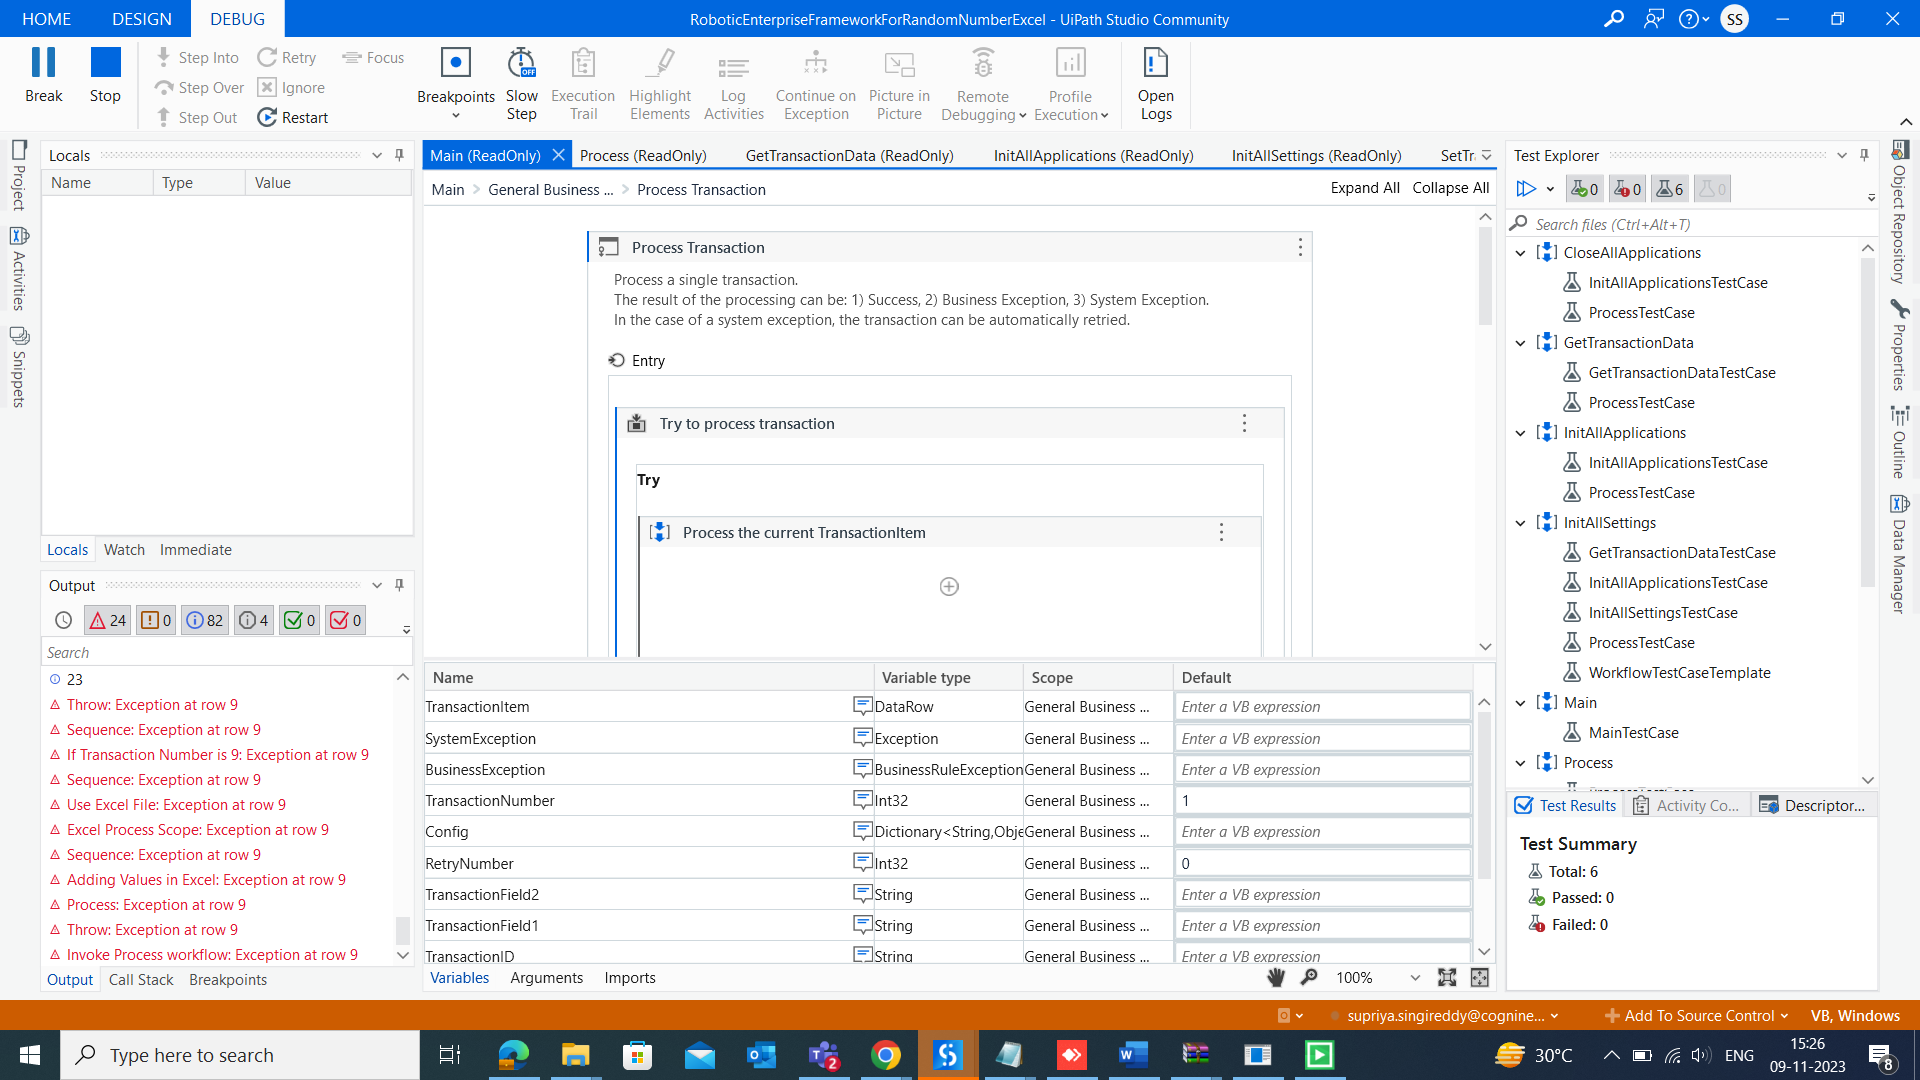 HOME DESIGN DEBUG RoboticEnterpriseFrameworkForRandomNumberExcel - UiPath Studio Community SS
Break Stop Step Into Retry Focus
Step Over Ignore
Step Out Restart
Breakpoints Slow Step Execution Trail Highlight Elements Log Activities Continue on Exception Picture in Picture Remote Debugging Profile Execution Open Logs
Project
Activities
Snippets
Locals
Name Type Value
Locals Watch Immediate
Output
24 0 82 4 0 0
Search
23
Throw: Exception at row 9
Sequence: Exception at row 9
If Transaction Number is 9: Exception at row 9
Sequence: Exception at row 9
Use Excel File: Exception at row 9
Excel Process Scope: Exception at row 9
Sequence: Exception at row 9
Adding Values in Excel: Exception at row 9
Process: Exception at row 9
Throw: Exception at row 9
Invoke Process workflow: Exception at row 9
Output Call Stack Breakpoints
Main (ReadOnly) Process (ReadOnly) GetTransactionData (ReadOnly) InitAllApplications (ReadOnly) InitAllSettings (ReadOnly) SetTr
Main > General Business ... > Process Transaction Expand All Collapse All
Process Transaction
Process a single transaction.
The result of the processing can be: 1) Success, 2) Business Exception, 3) System Exception.
In the case of a system exception, the transaction can be automatically retried.
Entry
Try to process transaction
Try
Process the current TransactionItem
Name Variable type Scope Default
TransactionItem DataRow General Business ... Enter a VB expression
SystemException Exception General Business ... Enter a VB expression
BusinessException BusinessRuleException General Business ... Enter a VB expression
TransactionNumber Int32 General Business ... 1
Config Dictionary<String,Obje General Business ... Enter a VB expression
RetryNumber Int32 General Business ... 0
TransactionField2 String General Business ... Enter a VB expression
TransactionField1 String General Business ... Enter a VB expression
TransactionID String General Business ... Enter a VB expression
Variables Arguments Imports 100%
Test Explorer
0 0 6 0
Search files (Ctrl+Alt+T)
CloseAllApplications
InitAllApplicationsTestCase
ProcessTestCase
GetTransactionData
GetTransactionDataTestCase
ProcessTestCase
InitAllApplications
InitAllApplicationsTestCase
ProcessTestCase
InitAllSettings
GetTransactionDataTestCase
InitAllApplicationsTestCase
InitAllSettingsTestCase
ProcessTestCase
WorkflowTestCaseTemplate
Main
MainTestCase
Process
Test Results Activity Co... Descriptor...
Test Summary
Total: 6
Passed: 0
Failed: 0
Object Repository
Properties
Outline
Data Manager
supriya.singireddy@cognine... Add To Source Control VB, Windows
Type here to search 2 30°C ENG 15:26
09-11-2023 8